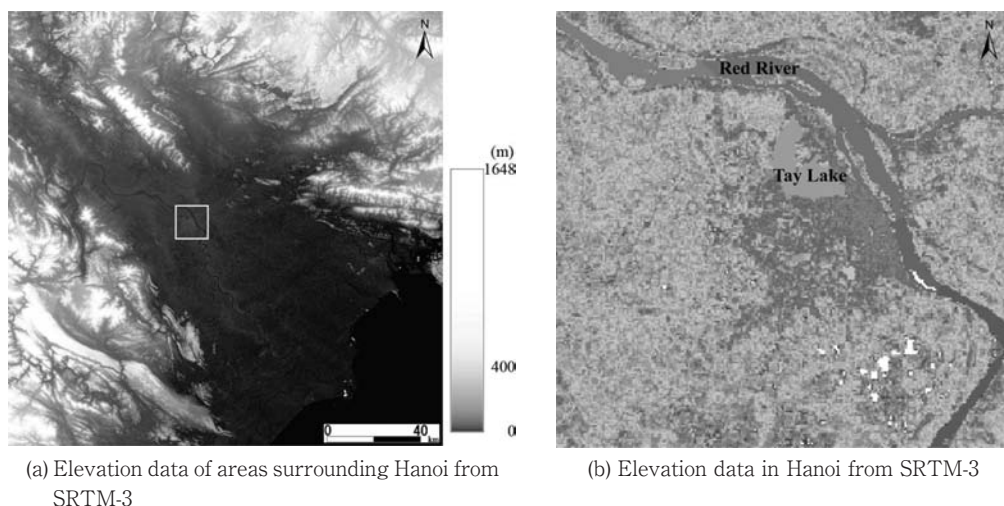 N
(m)
1648
400
0
0 40
km
N
Red River
Tay Lake
(a) Elevation data of areas surrounding Hanoi from
SRTM-3
(b) Elevation data in Hanoi from SRTM-3